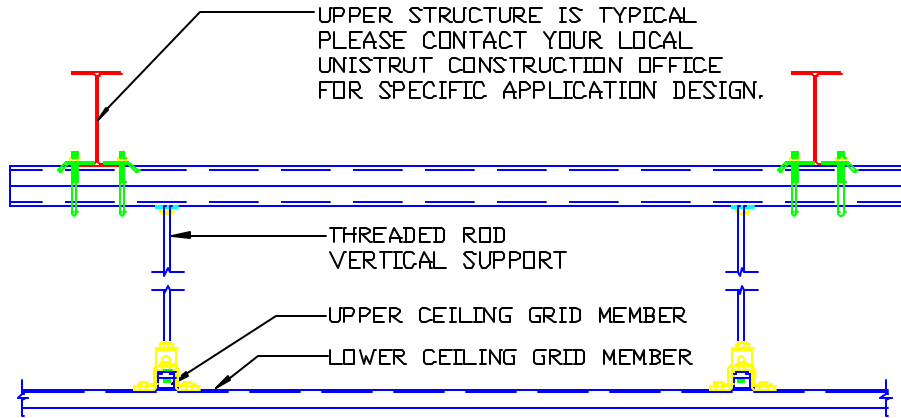 UPPER STRUCTURE IS TYPICAL
PLEASE CONTACT YOUR LOCAL
UNISTRUT CONSTRUCTION OFFICE
FOR SPECIFIC APPLICATION DESIGN.
THREADED ROD
VERTICAL SUPPORT
UPPER CEILING GRID MEMBER
LOWER CEILING GRID MEMBER